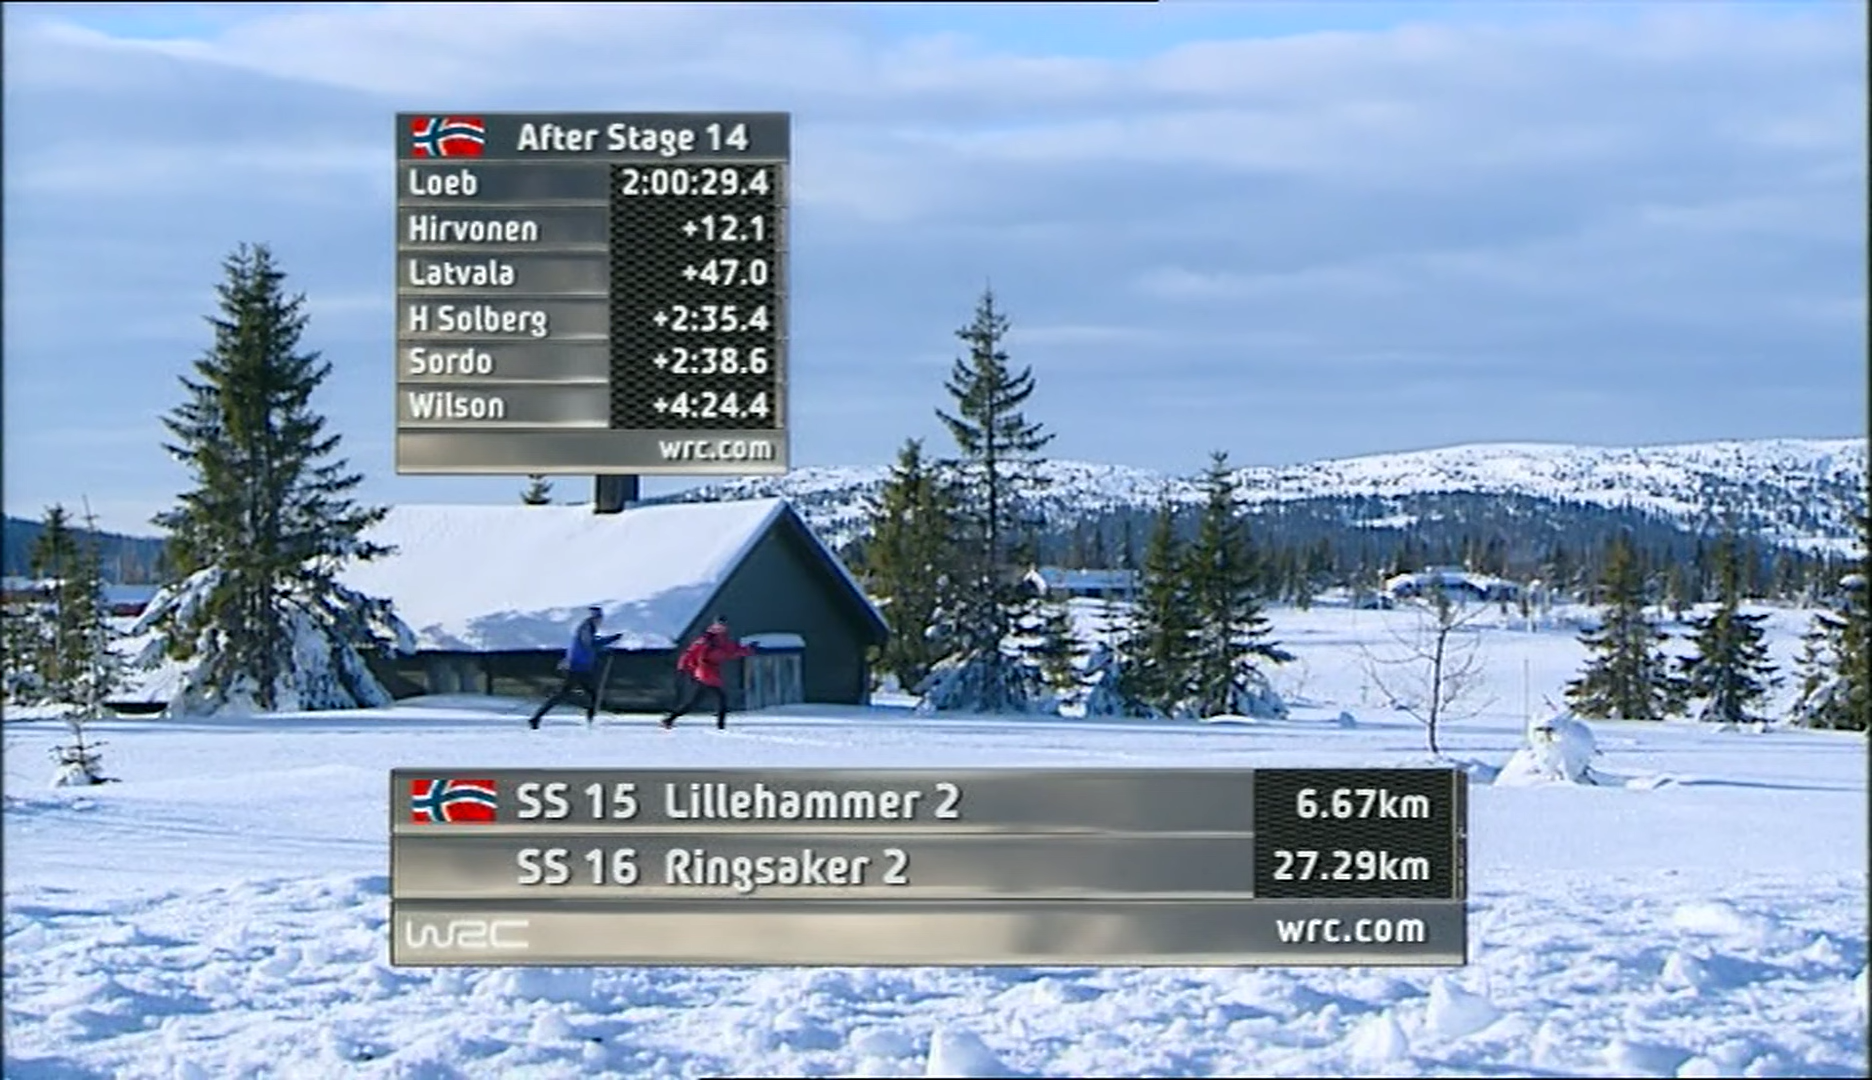 After Stage 14
Loeb 2:00:29.4
Hirvonen +12.1
Latvala +47.0
H Solberg +2:35.4
Sordo +2:38.6
Wilson +4:24.4
wrc.com
SS 15 Lillehammer 2 6.67km
SS 16 Ringsaker 2 27.29km
WRC wrc.com